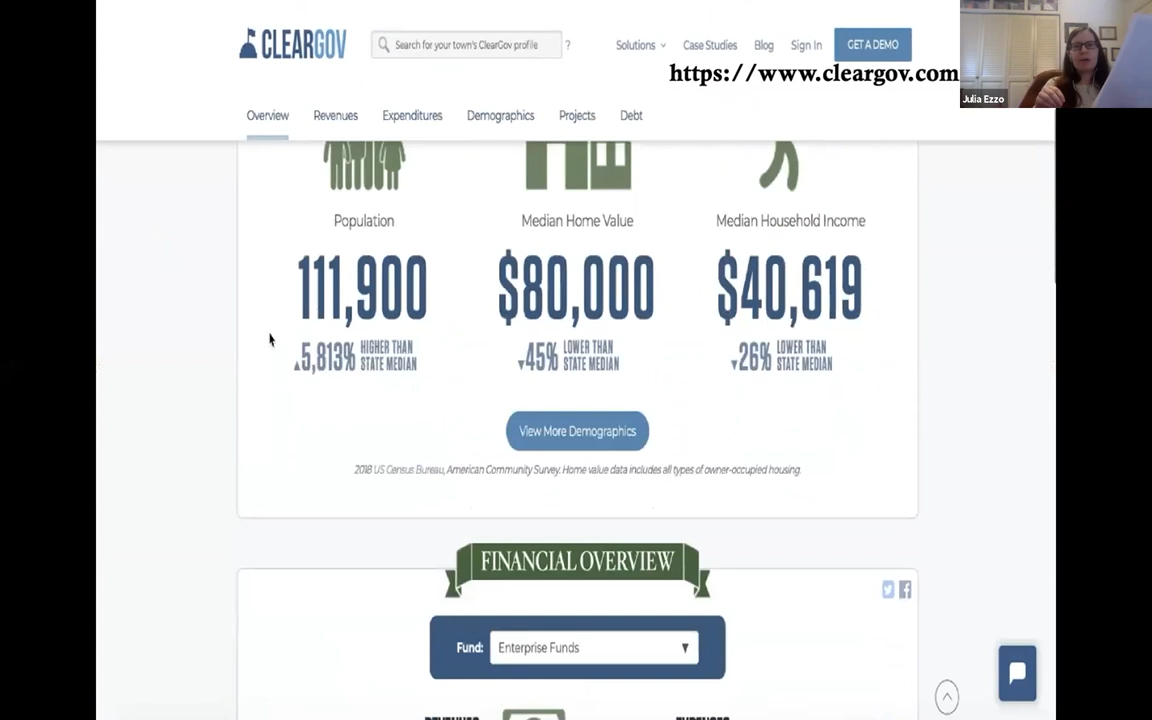 CLEARGOV
Search for your town's ClearGov profile
?
Solutions
Case Studies
Blog
Sign In
GET A DEMO
https://www.cleargov.com
Julia Ezzo
Overview
Revenues
Expenditures
Demographics
Projects
Debt
Population
Median Home Value
Median Household Income
111,900
$80,000
$40,619
5,813% HIGHER THAN
STATE MEDIAN
45% LOWER THAN
STATE MEDIAN
26% LOWER THAN
STATE MEDIAN
View More Demographics
2018 US Census Bureau, American Community Survey. Home value data includes all types of owner-occupied housing.
FINANCIAL OVERVIEW
Fund: Enterprise Funds